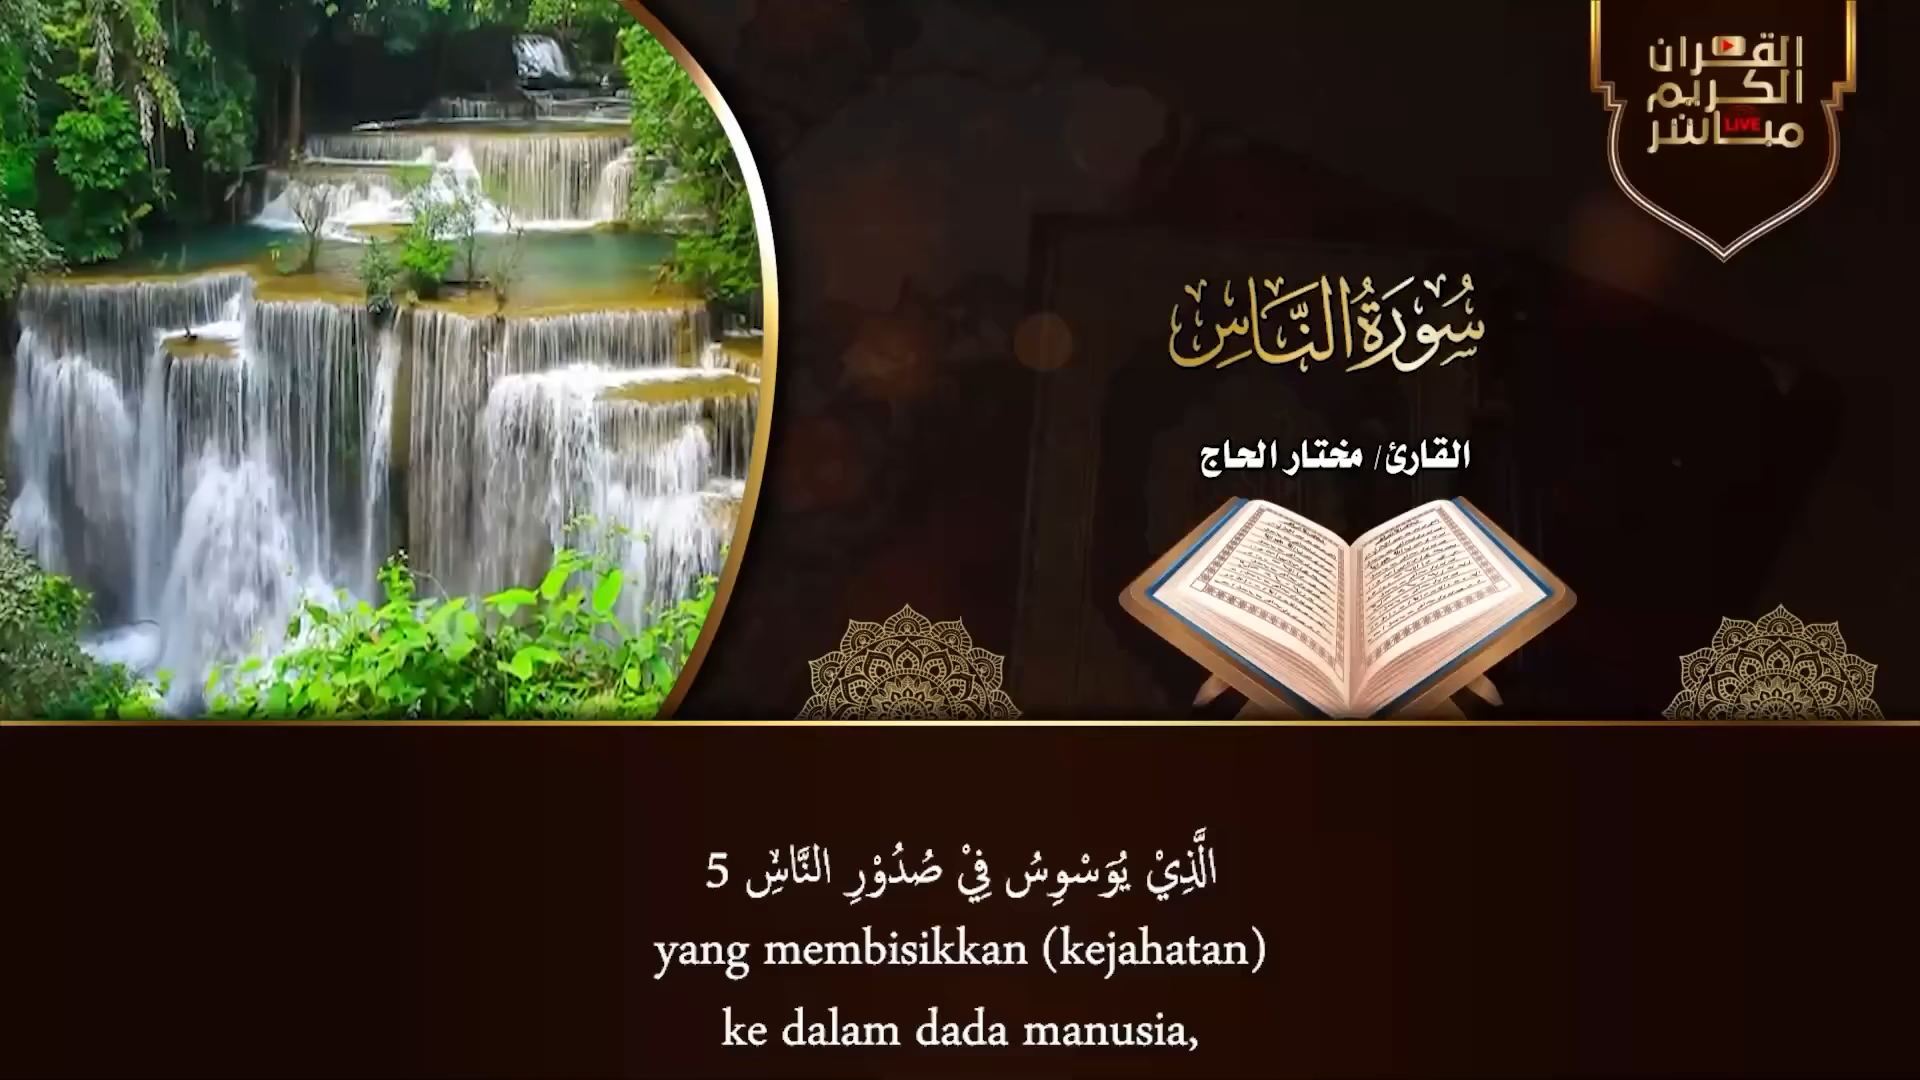 القران
الكريم
مباشر
LIVE
سُورَةُ النَّاسِ
القارئ/ مختار الحاج
الَّذِيْ يُوَسْوِسُ فِيْ صُدُوْرِ النَّاسِۙ 5
yang membisikkan (kejahatan)
ke dalam dada manusia,